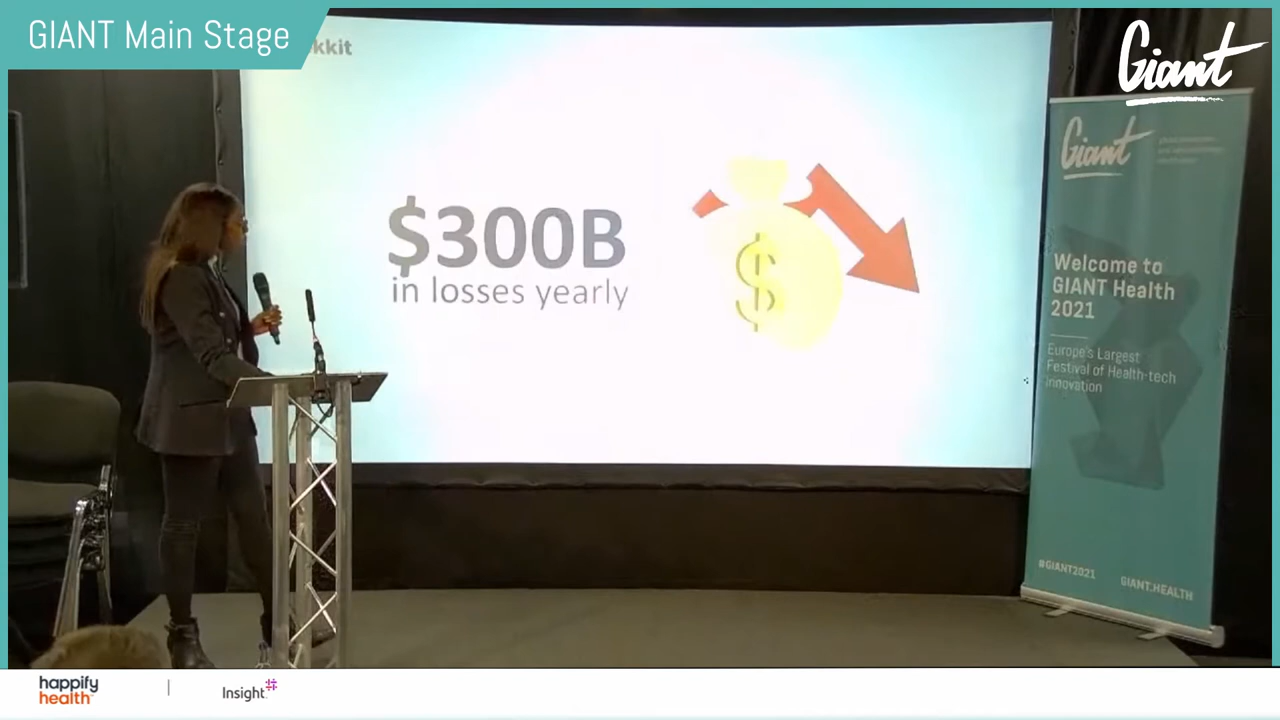 GIANT Main Stage
kkit
Giant
$300B
in losses yearly
$
Giant
Welcome to
GIANT Health
2021
Europe's Largest
Festival of Health-tech
Innovation
#GIANT2021
GIANT.HEALTH
happify
health
|
Insight